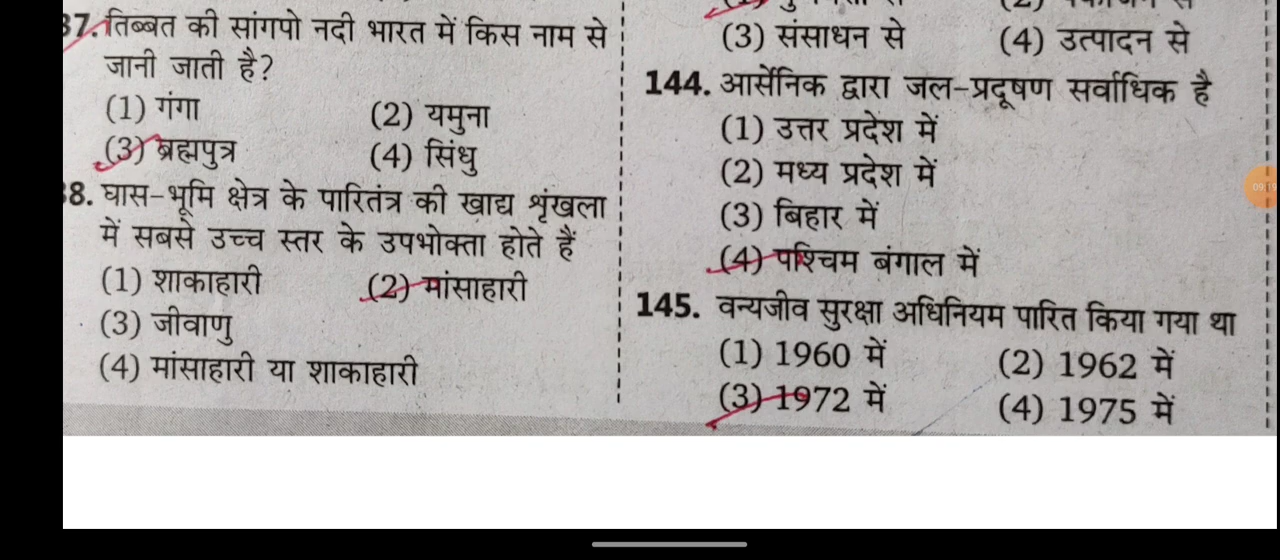 37. तिब्बत की सांगपो नदी भारत में किस नाम से
जानी जाती है?
(1) गंगा (2) यमुना
(3) ब्रह्मपुत्र (4) सिंधु
38. घास-भूमि क्षेत्र के पारितंत्र की खाद्य शृंखला
में सबसे उच्च स्तर के उपभोक्ता होते हैं
(1) शाकाहारी (2) मांसाहारी
(3) जीवाणु
(4) मांसाहारी या शाकाहारी
(3) संसाधन से (4) उत्पादन से
144. आर्सेनिक द्वारा जल-प्रदूषण सर्वाधिक है
(1) उत्तर प्रदेश में
(2) मध्य प्रदेश में
(3) बिहार में
(4) पश्चिम बंगाल में
145. वन्यजीव सुरक्षा अधिनियम पारित किया गया था
(1) 1960 में (2) 1962 में
(3) 1972 में (4) 1975 में
09:19